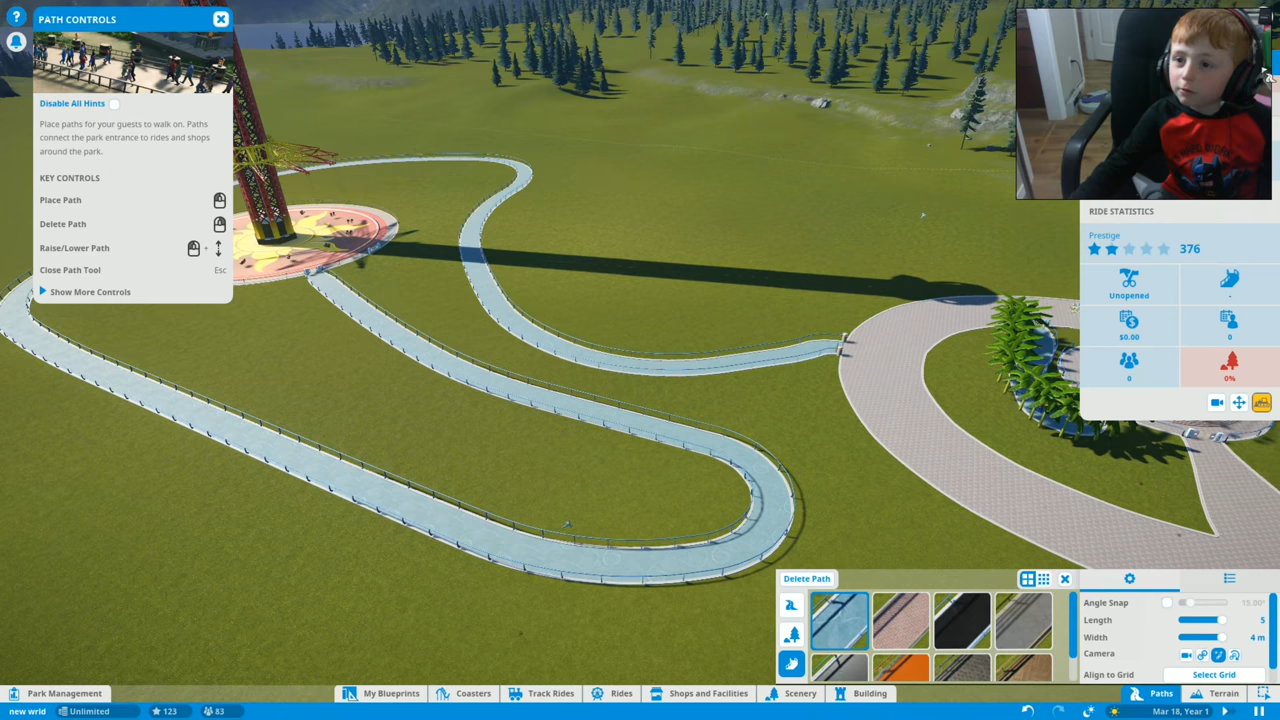 PATH CONTROLS
Disable All Hints
Place paths for your guests to walk on. Paths
connect the park entrance to rides and shops
around the park.
KEY CONTROLS
Place Path
Delete Path
Raise/Lower Path
+
Close Path Tool Esc
Show More Controls
RIDE STATISTICS
Prestige
376
Unopened -
$0.00 0
0 0%
Delete Path
Angle Snap 15.00°
Length 5
Width 4 m
Camera
Align to Grid Select Grid
Park Management My Blueprints Coasters Track Rides Rides Shops and Facilities Scenery Building Paths Terrain
new wrld Unlimited 123 83 Mar 18, Year 1